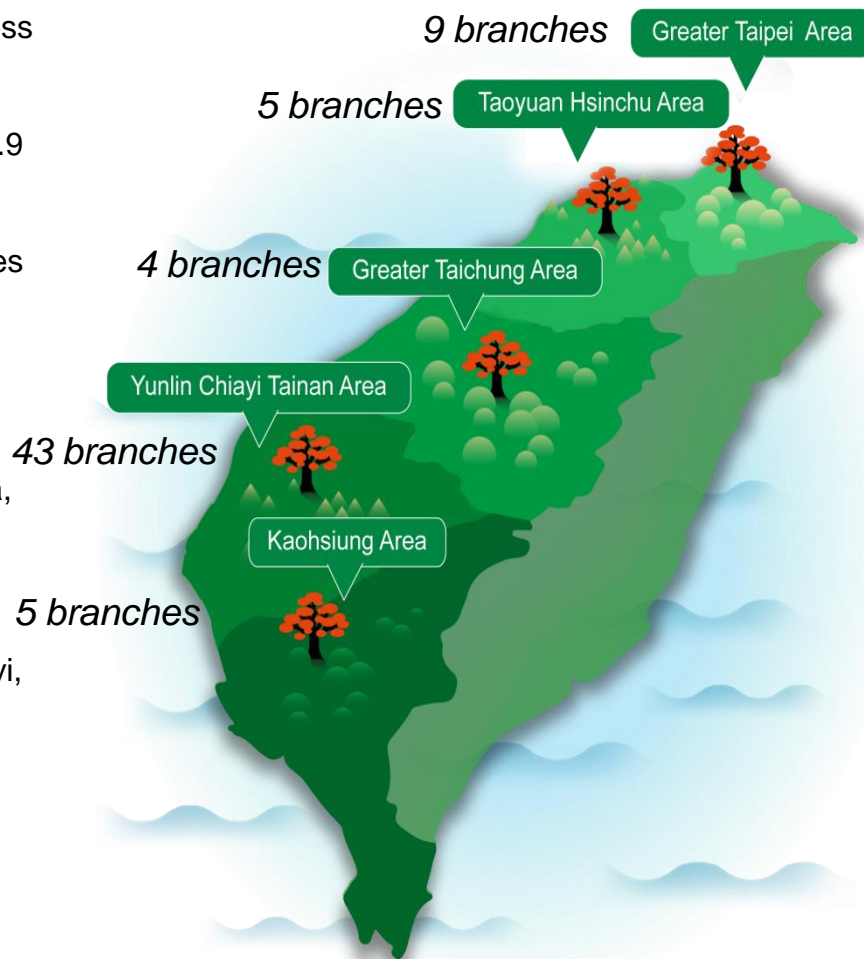 9 branches
Greater Taipei Area
5 branches
Taoyuan Hsinchu Area
4 branches
Greater Taichung Area
Yunlin Chiayi Tainan Area
43 branches
Kaohsiung Area
5 branches